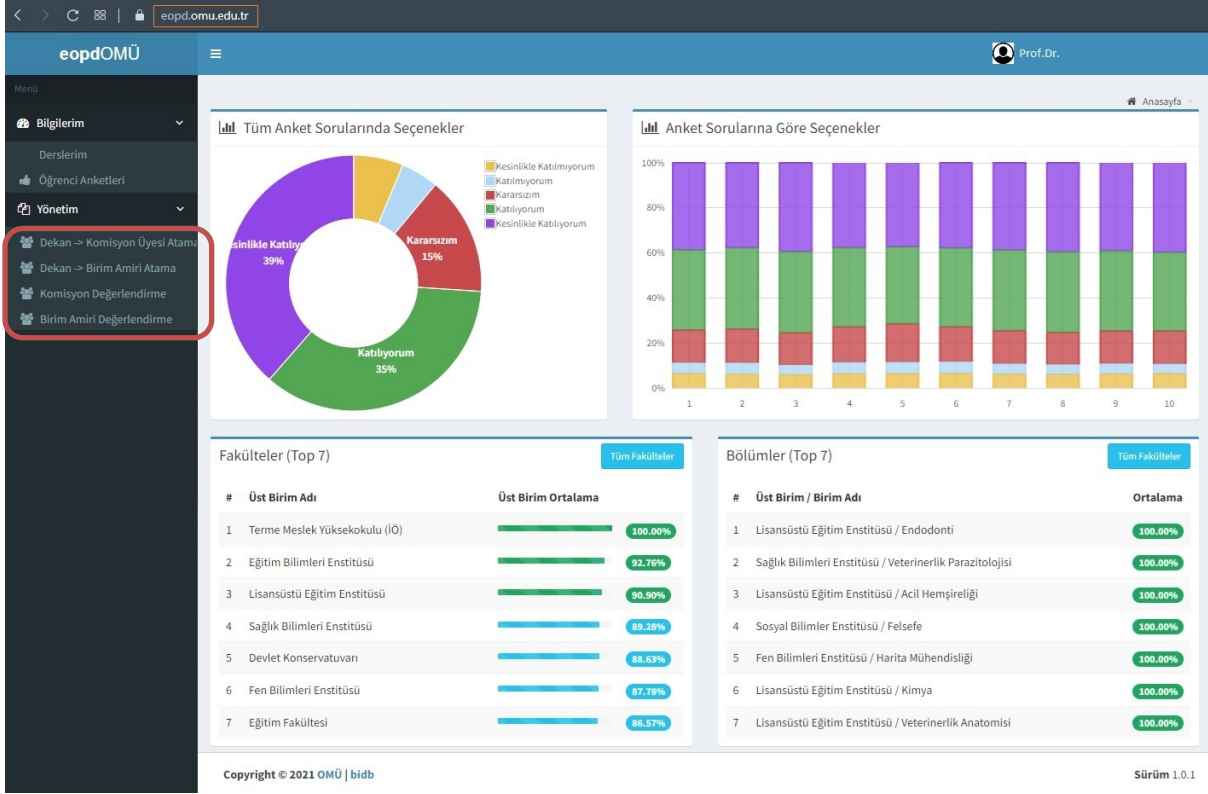 eopd.omu.edu.tr
eopdOMÜ
Prof.Dr.
Menü
Bilgilerim
Derslerim
Öğrenci Anketleri
Yönetim
Dekan -> Komisyon Üyesi Atama
Dekan -> Birim Amiri Atama
Komisyon Değerlendirme
Birim Amiri Değerlendirme
Anasayfa >
Tüm Anket Sorularında Seçenekler
Kesinlikle Katılmıyorum
Katılmıyorum
Kararsızım
Katılıyorum
Kesinlikle Katılıyorum
sinlikle Katılıy
39%
Kararsızım
15%
Katılıyorum
35%
Anket Sorularına Göre Seçenekler
100%
80%
60%
40%
20%
0%
1 2 3 4 5 6 7 8 9 10
Fakülteler (Top 7)
Tüm Fakülteler
# Üst Birim Adı Üst Birim Ortalama
1 Terme Meslek Yüksekokulu (İÖ) 100.00%
2 Eğitim Bilimleri Enstitüsü 92.76%
3 Lisansüstü Eğitim Enstitüsü 90.90%
4 Sağlık Bilimleri Enstitüsü 89.28%
5 Devlet Konservatuvarı 88.63%
6 Fen Bilimleri Enstitüsü 87.78%
7 Eğitim Fakültesi 86.57%
Bölümler (Top 7)
Tüm Fakülteler
# Üst Birim / Birim Adı Ortalama
1 Lisansüstü Eğitim Enstitüsü / Endodonti 100.00%
2 Sağlık Bilimleri Enstitüsü / Veterinerlik Parazitolojisi 100.00%
3 Lisansüstü Eğitim Enstitüsü / Acil Hemşireliği 100.00%
4 Sosyal Bilimler Enstitüsü / Felsefe 100.00%
5 Fen Bilimleri Enstitüsü / Harita Mühendisliği 100.00%
6 Lisansüstü Eğitim Enstitüsü / Kimya 100.00%
7 Lisansüstü Eğitim Enstitüsü / Veterinerlik Anatomisi 100.00%
Copyright © 2021 OMÜ | bidb
Sürüm 1.0.1